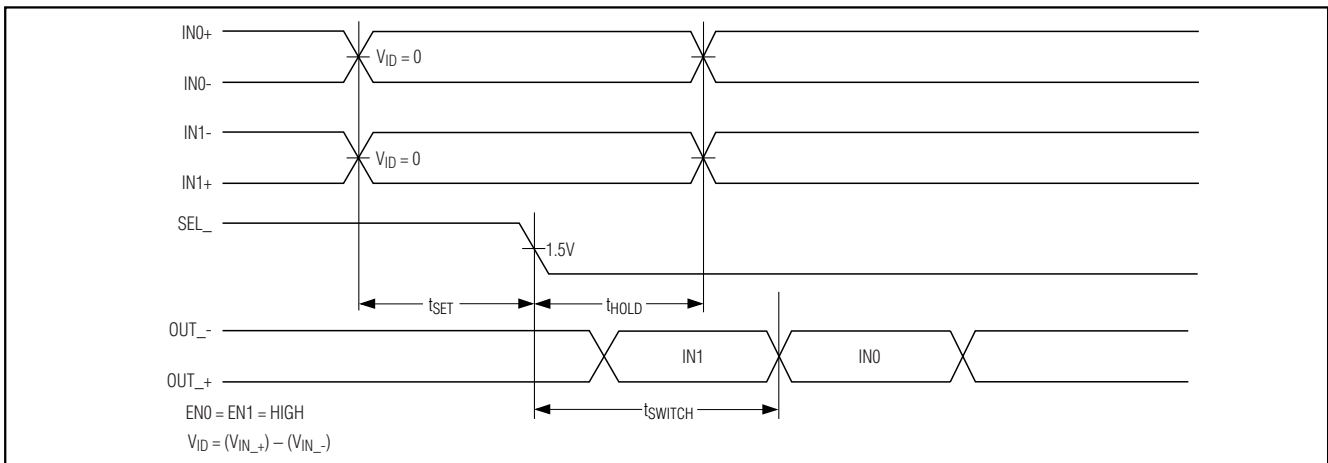 IN0+
V_ID = 0
IN0-
IN1-
V_ID = 0
IN1+
SEL_
1.5V
t_SET
t_HOLD
OUT_-
IN1
IN0
OUT_+
t_SWITCH
EN0 = EN1 = HIGH
V_ID = (V_IN_+) – (V_IN_-)